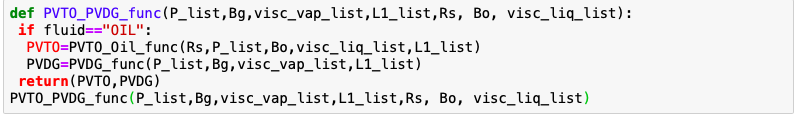 def PVTO_PVDG_func(P_list,Bg,visc_vap_list,L1_list,Rs, Bo, visc_liq_list):
 if fluid=="OIL":
  PVTO=PVTO_Oil_func(Rs,P_list,Bo,visc_liq_list,L1_list)
  PVDG=PVDG_func(P_list,Bg,visc_vap_list,L1_list)
 return(PVTO,PVDG)
PVTO_PVDG_func(P_list,Bg,visc_vap_list,L1_list,Rs, Bo, visc_liq_list)